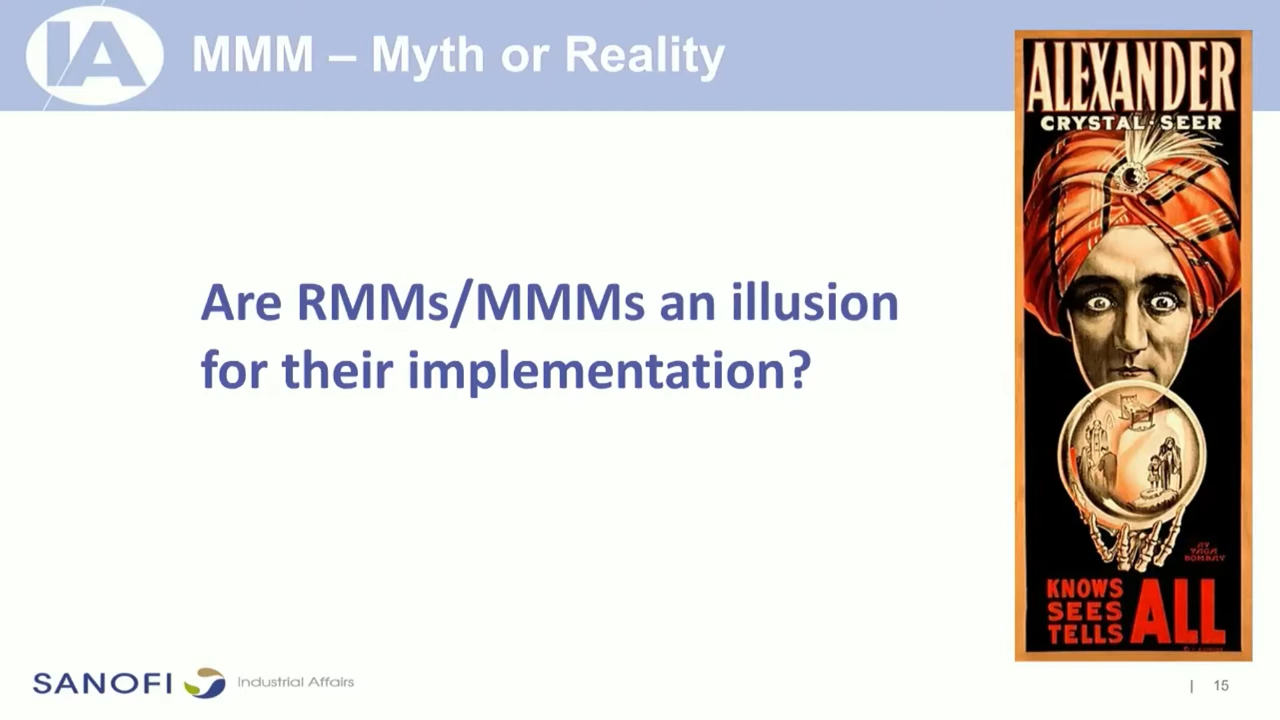 IA
MMM – Myth or Reality
Are RMMs/MMMs an illusion
for their implementation?
ALEXANDER
CRYSTAL-SEER
KNOWS
SEES
TELLS
ALL
SANOFI
Industrial Affairs
| 15